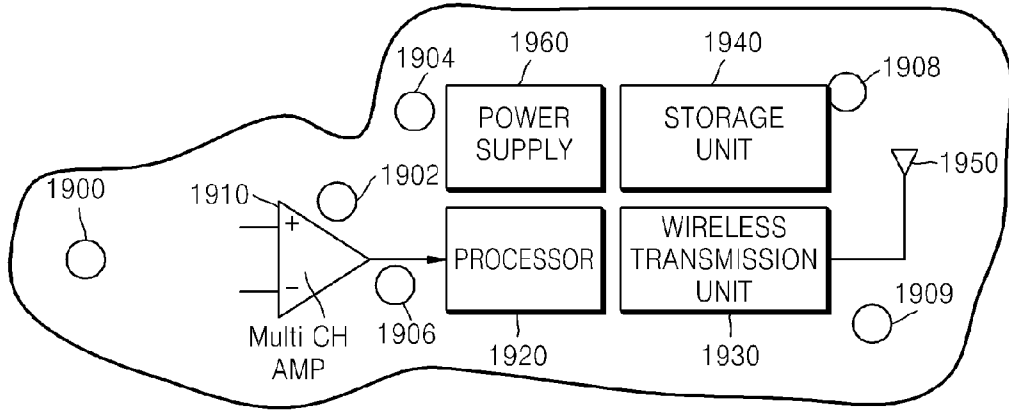 1960
1940
1904
1908
POWER
SUPPLY
STORAGE
UNIT
1950
1902
1900
1910
+
−
PROCESSOR
WIRELESS
TRANSMISSION
UNIT
1909
Multi CH
AMP
1906
1920
1930